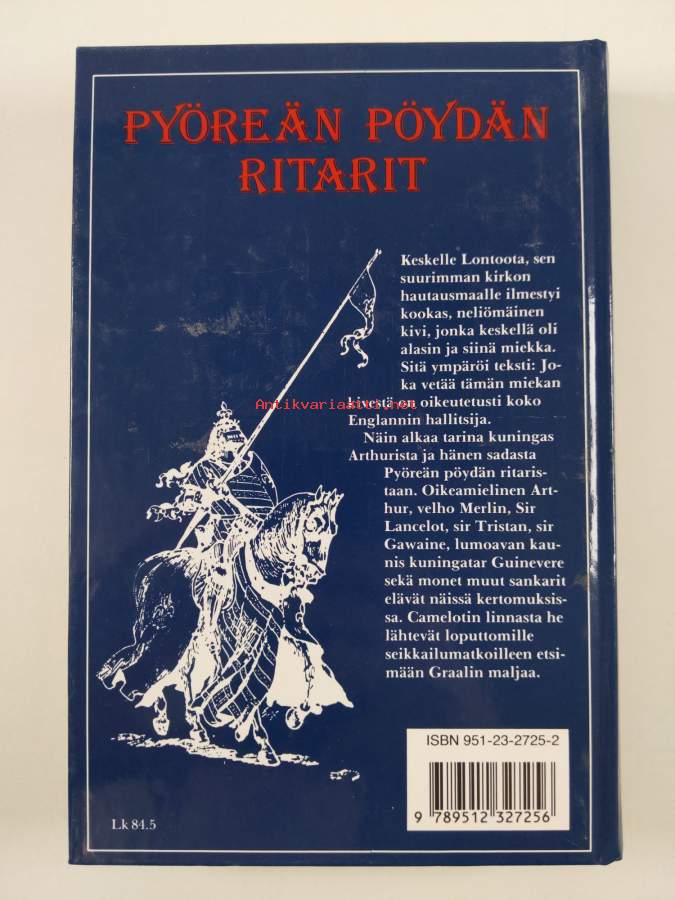 PYÖREÄN PÖYDÄN
RITARIT
Keskelle Lontoota, sen
suurimman kirkon
hautausmaalle ilmestyi
kookas, neliömäinen
kivi, jonka keskellä oli
alasin ja siinä miekka.
Sitä ympäröi teksti: Jo-
ka vetää tämän miekan
kivestä on oikeutetusti koko
Englannin hallitsija.
Näin alkaa tarina kuningas
Arthurista ja hänen sadasta
Pyöreän pöydän ritaris-
taan. Oikeamielinen Art-
hur, velho Merlin, Sir
Lancelot, sir Tristan, sir
Gawaine, lumoavan kau-
nis kuningatar Guinevere
sekä monet muut sankarit
elävät näissä kertomuksis-
sa. Camelotin linnasta he
lähtevät loputtomille
seikkailumatkoilleen etsi-
mään Graalin maljaa.
Antikvariaatti.net
ISBN 951-23-2725-2
9 789512 327256
Lk 84.5